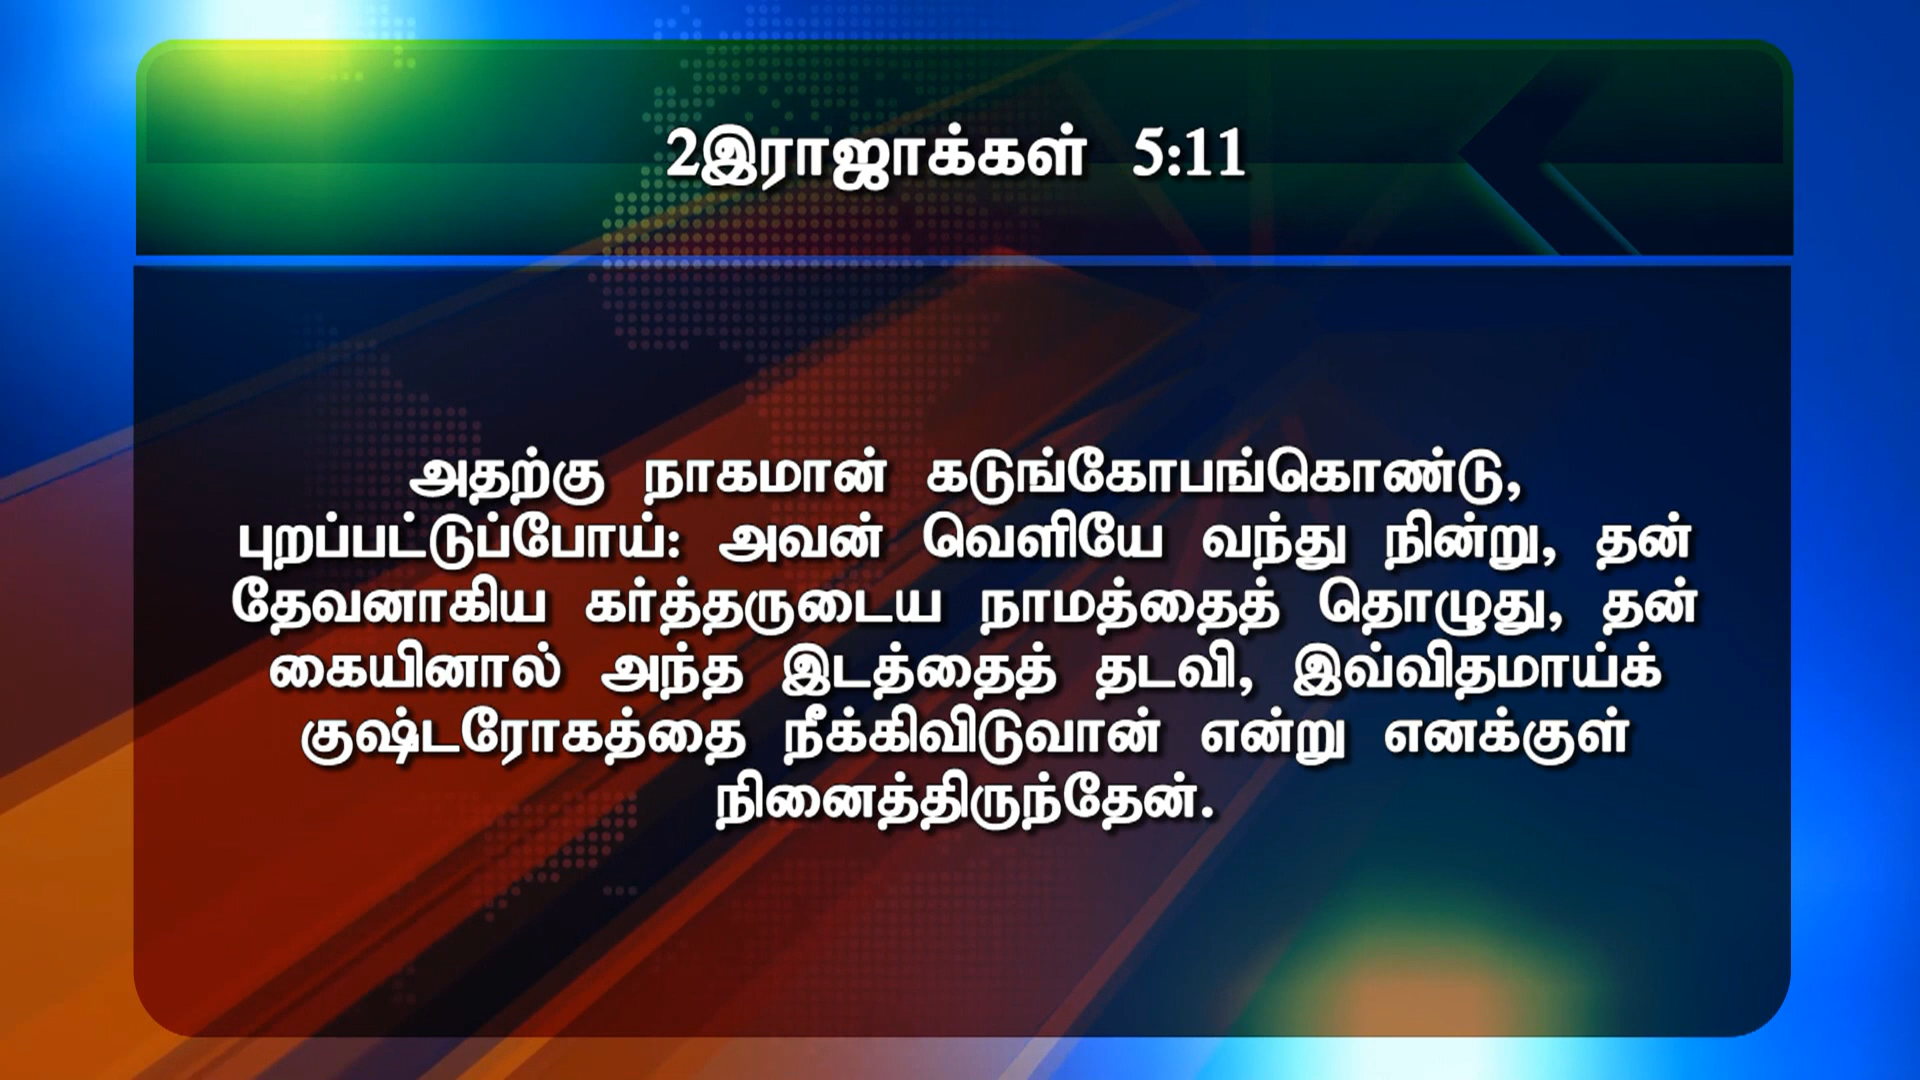 2இராஜாக்கள் 5:11
அதற்கு நாகமான் கடுங்கோபங்கொண்டு,
புறப்பட்டுப்போய்: அவன் வெளியே வந்து நின்று, தன்
தேவனாகிய கர்த்தருடைய நாமத்தைத் தொழுது, தன்
கையினால் அந்த இடத்தைத் தடவி, இவ்விதமாய்க்
குஷ்டரோகத்தை நீக்கிவிடுவான் என்று எனக்குள்
நினைத்திருந்தேன்.